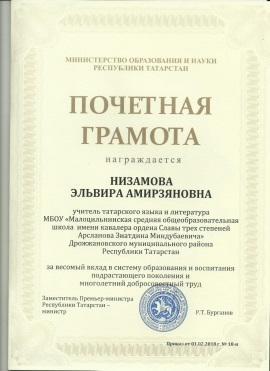 МИНИСТЕРСТВО ОБРАЗОВАНИЯ И НАУКИ
РЕСПУБЛИКИ ТАТАРСТАН
ПОЧЕТНАЯ
ГРАМОТА
награждается
НИЗАМОВА
ЭЛЬВИРА АМИРЗЯНОВНА
учитель татарского языка и литература
МБОУ «Малоцильнинская средняя общеобразовательная
школа имени кавалера ордена Славы трех степеней
Арсланова Зиатдина Миндубаевича»
Дрожжановского муниципального района
Республики Татарстан
за весомый вклад в систему образования и воспитания
подрастающего поколения и
многолетний добросовестный труд
Заместитель Премьер-министра
Республики Татарстан –
министр
Р.Т. Бурганов
Приказ от 01.02.2018 г. № 18-н